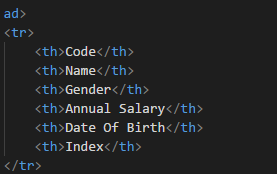 ad>
<tr>
<th>Code</th>
<th>Name</th>
<th>Gender</th>
<th>Annual Salary</th>
<th>Date Of Birth</th>
<th>Index</th>
</tr>